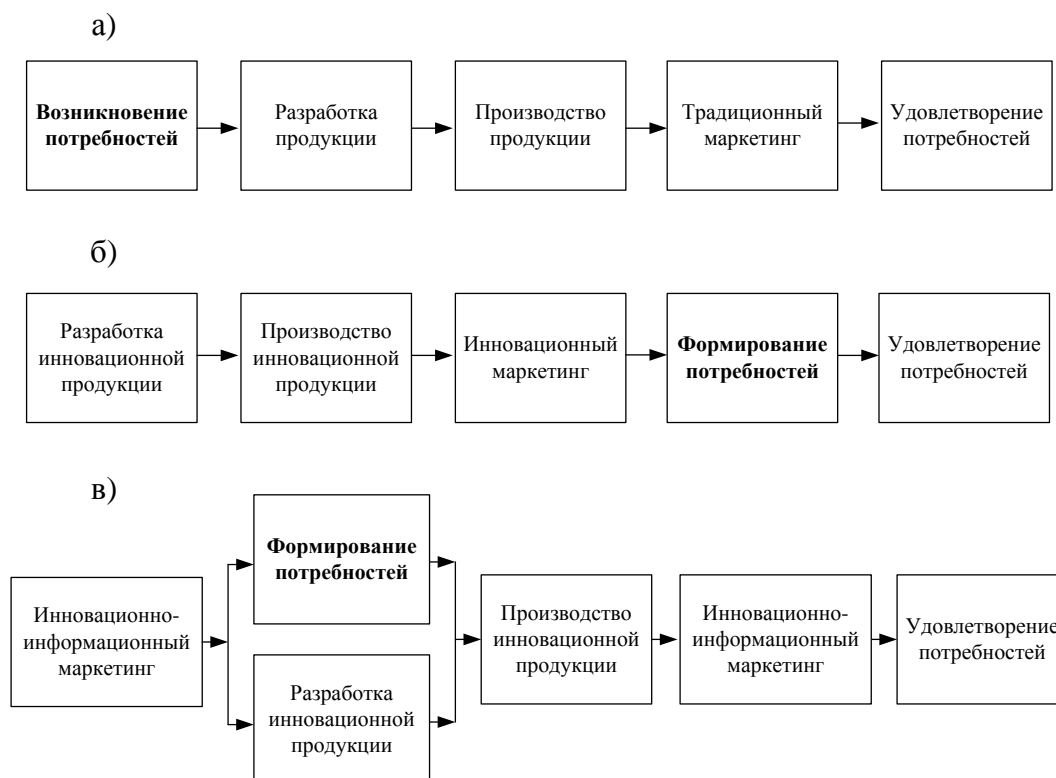 а)
Возникновение
потребностей
Разработка
продукции
Производство
продукции
Традиционный
маркетинг
Удовлетворение
потребностей
б)
Разработка
инновационной
продукции
Производство
инновационной
продукции
Инновационный
маркетинг
Формирование
потребностей
Удовлетворение
потребностей
в)
Инновационно-
информационный
маркетинг
Формирование
потребностей
Разработка
инновационной
продукции
Производство
инновационной
продукции
Инновационно-
информационный
маркетинг
Удовлетворение
потребностей